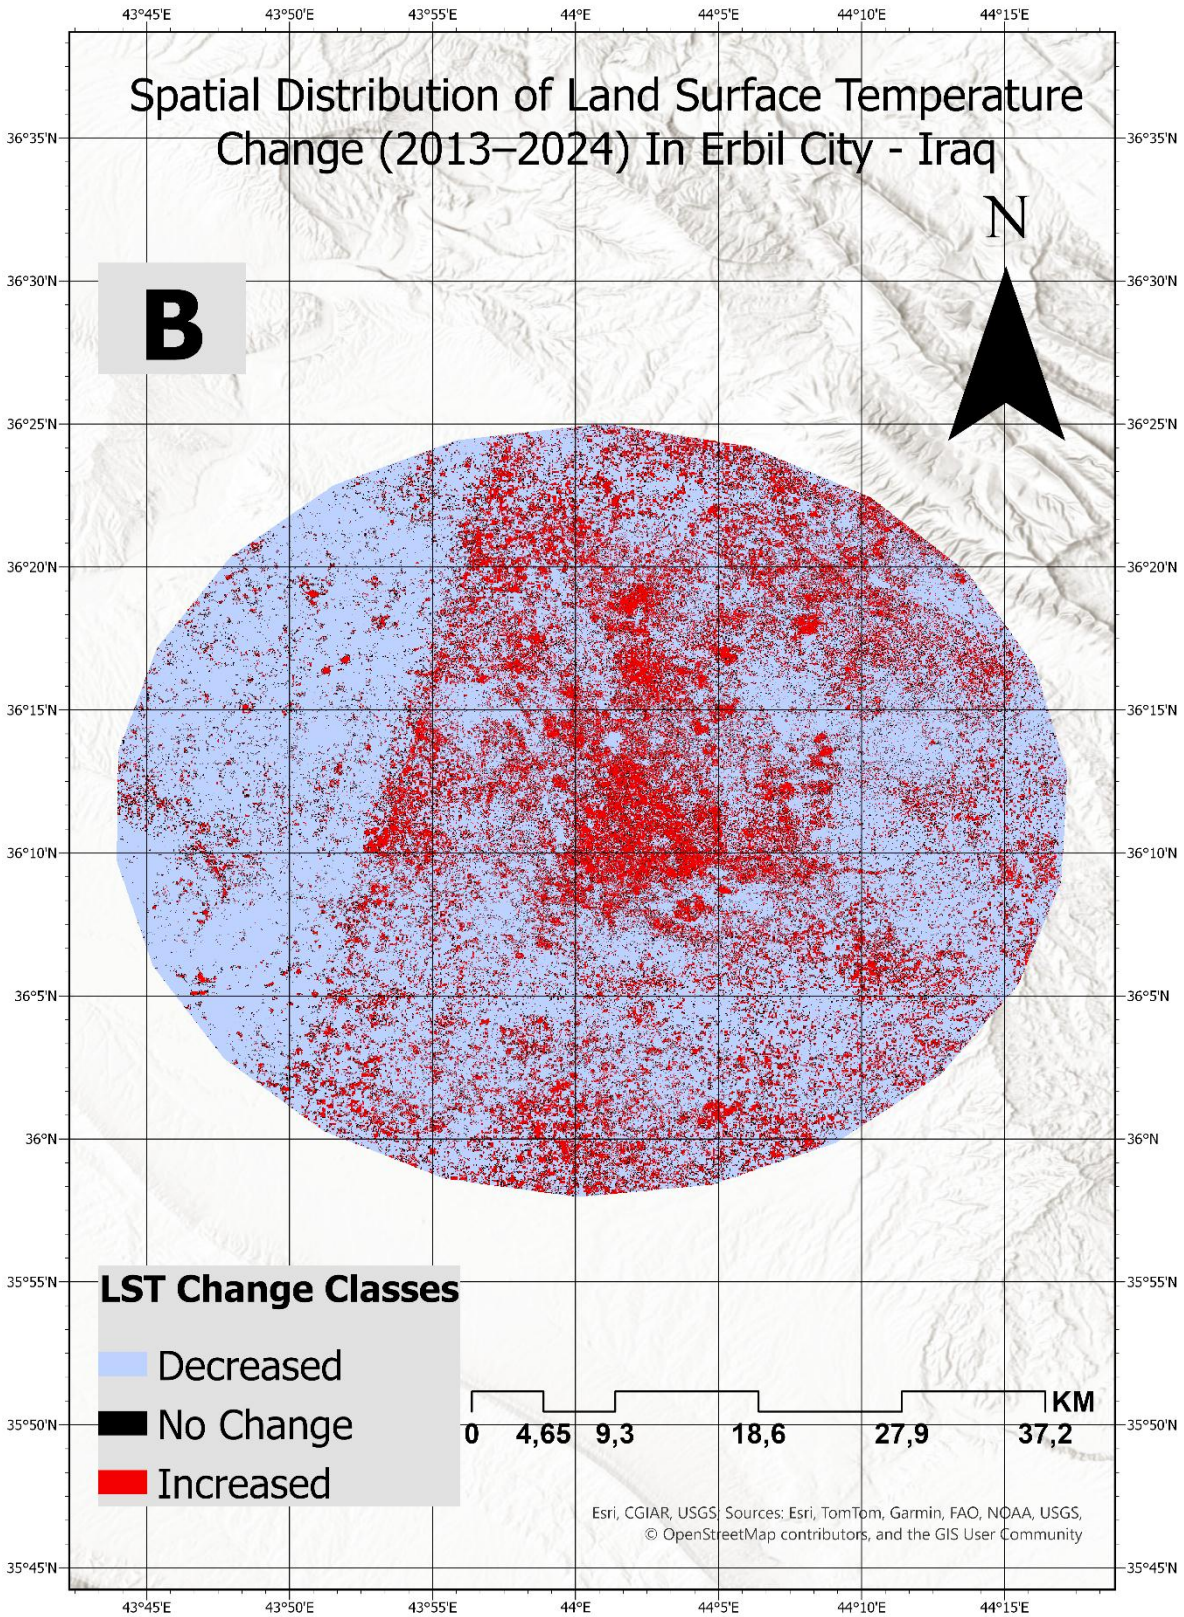 43°45'E 43°50'E 43°55'E 44°E 44°5'E 44°10'E 44°15'E
Spatial Distribution of Land Surface Temperature
36°35'N 36°35'N
Change (2013–2024) In Erbil City - Iraq
N
36°30'N 36°30'N
B
36°25'N 36°25'N
36°20'N 36°20'N
36°15'N 36°15'N
36°10'N 36°10'N
36°5'N 36°5'N
36°N 36°N
35°55'N 35°55'N
LST Change Classes
Decreased
No Change
Increased
KM
35°50'N 35°50'N
0 4,65 9,3 18,6 27,9 37,2
Esri, CGIAR, USGS, Sources: Esri, TomTom, Garmin, FAO, NOAA, USGS,
© OpenStreetMap contributors, and the GIS User Community
35°45'N 35°45'N
43°45'E 43°50'E 43°55'E 44°E 44°5'E 44°10'E 44°15'E